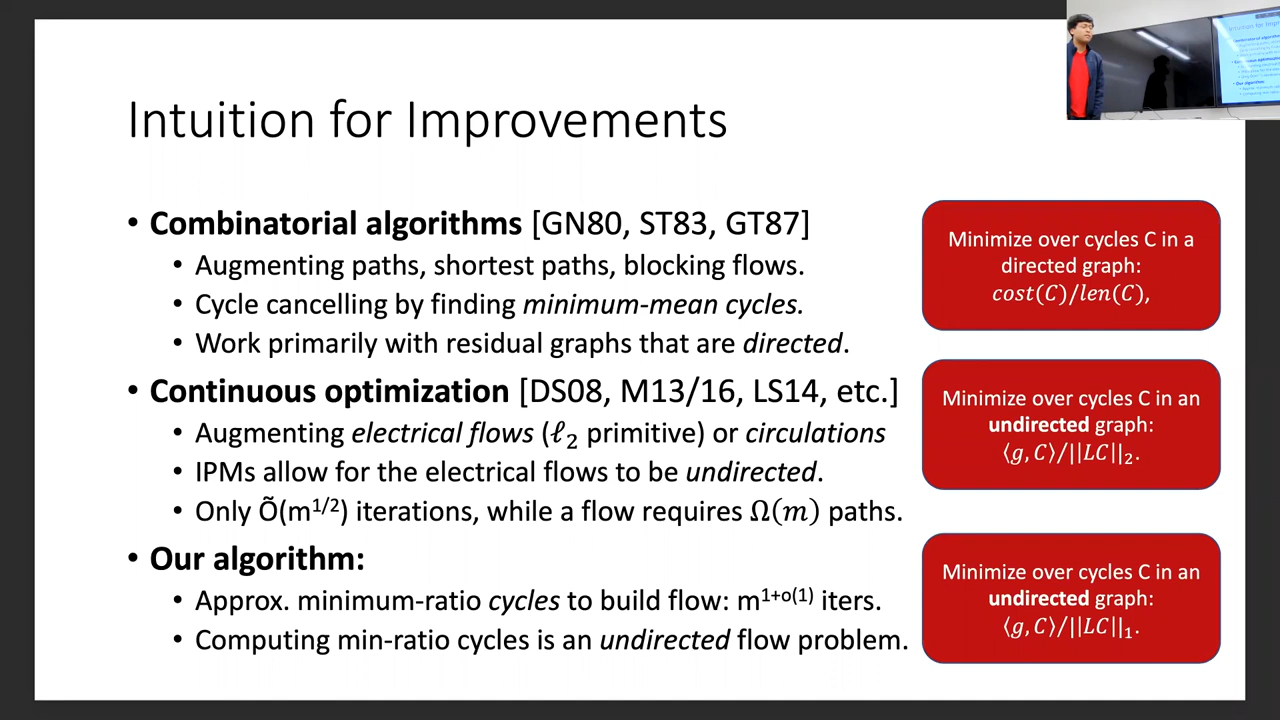 Intuition for Improvements
• Combinatorial algorithms [GN80, ST83, GT87]
• Augmenting paths, shortest paths, blocking flows.
• Cycle cancelling by finding minimum-mean cycles.
• Work primarily with residual graphs that are directed.
• Continuous optimization [DS08, M13/16, LS14, etc.]
• Augmenting electrical flows (ℓ₂ primitive) or circulations
• IPMs allow for the electrical flows to be undirected.
• Only Õ(m^{1/2}) iterations, while a flow requires Ω(m) paths.
• Our algorithm:
• Approx. minimum-ratio cycles to build flow: m^{1+o(1)} iters.
• Computing min-ratio cycles is an undirected flow problem.
Minimize over cycles C in a
directed graph:
cost(C)/len(C),
Minimize over cycles C in an
undirected graph:
⟨g, C⟩/||LC||₂.
Minimize over cycles C in an
undirected graph:
⟨g, C⟩/||LC||₁.
Intuition for Improve